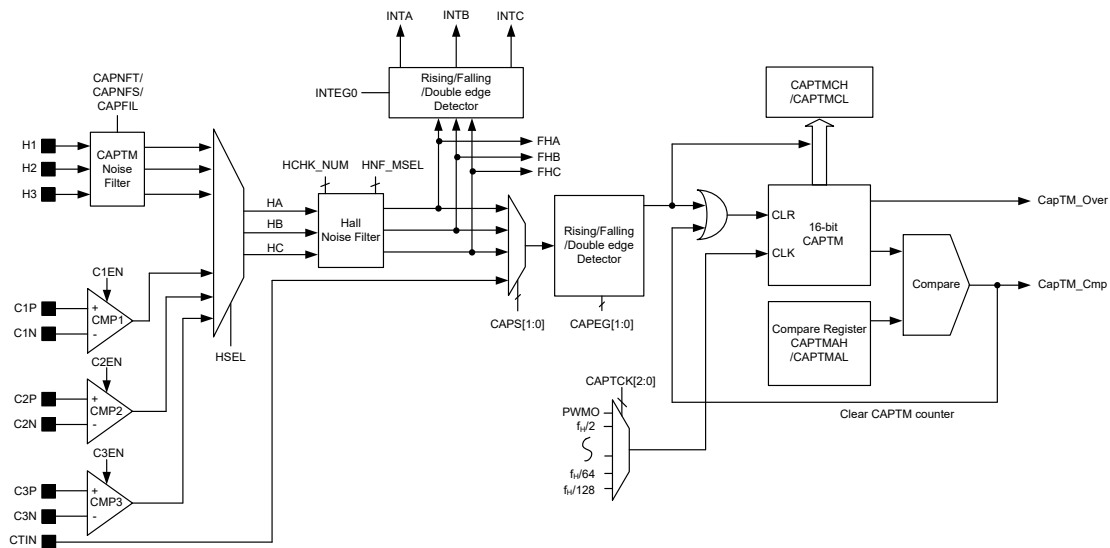 INTA
INTB
INTC
CAPNFT/
CAPNFS/
CAPFIL
INTEG0
Rising/Falling
/Double edge
Detector
CAPTMCH
/CAPTMCL
H1
H2
H3
CAPTM
Noise
Filter
FHA
FHB
FHC
HCHK_NUM
HNF_MSEL
HA
HB
HC
Hall
Noise Filter
Rising/Falling
/Double edge
Detector
CLR
CLK
16-bit
CAPTM
CapTM_Over
C1EN
C1P
C1N
+
-
CMP1
HSEL
CAPS[1:0]
CAPEG[1:0]
Compare
CapTM_Cmp
Compare Register
CAPTMAH
/CAPTMAL
C2EN
C2P
C2N
+
-
CMP2
CAPTCK[2:0]
PWMO
fH/2
fH/64
fH/128
Clear CAPTM counter
C3EN
C3P
C3N
+
-
CMP3
CTIN